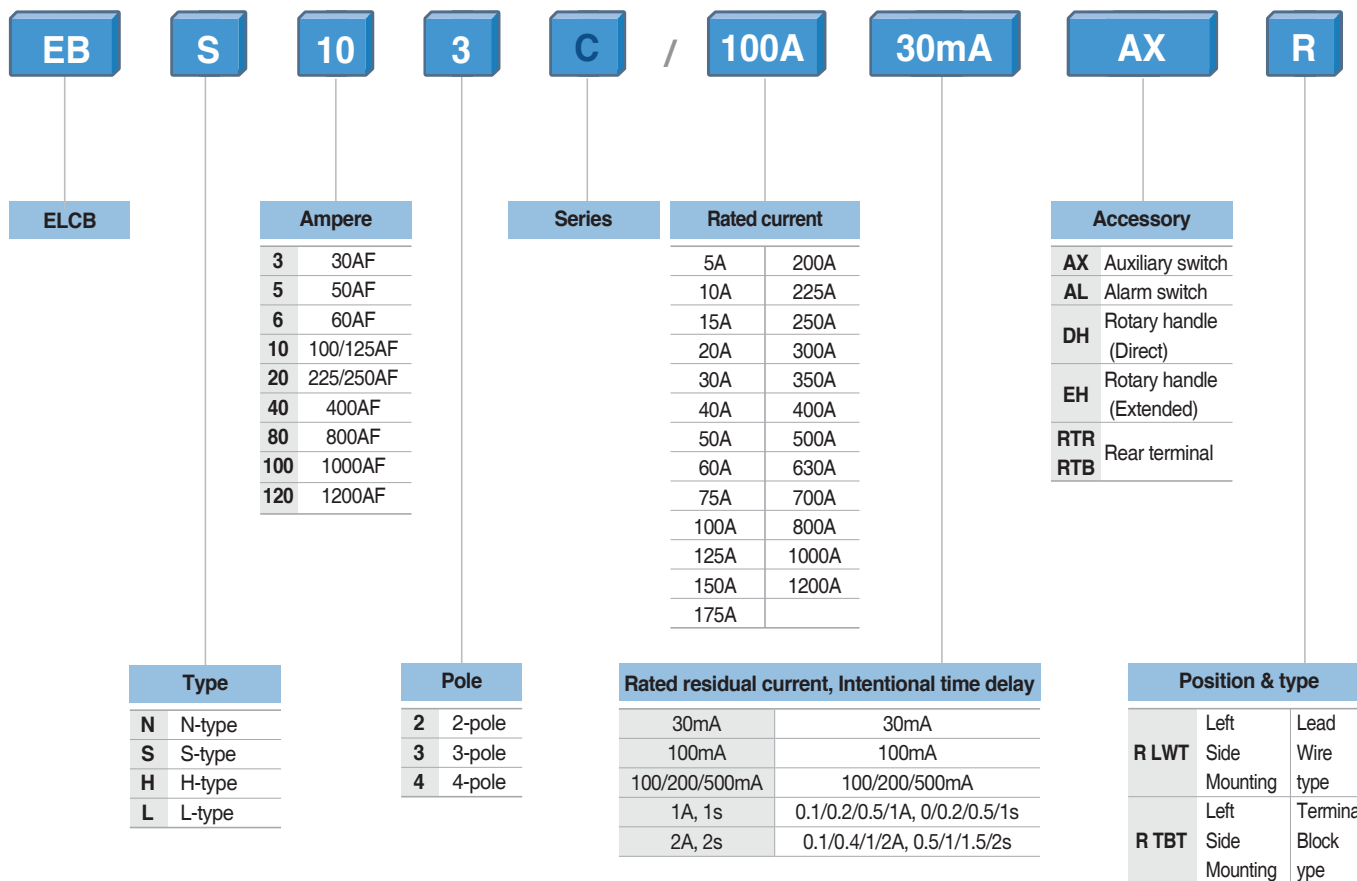 EB S 10 3 C / 100A 30mA AX R
ELCB
Ampere
3 30AF
5 50AF
6 60AF
10 100/125AF
20 225/250AF
40 400AF
80 800AF
100 1000AF
120 1200AF
Series
Rated current
5A 200A
10A 225A
15A 250A
20A 300A
30A 350A
40A 400A
50A 500A
60A 630A
75A 700A
100A 800A
125A 1000A
150A 1200A
175A
Accessory
AX Auxiliary switch
AL Alarm switch
DH Rotary handle
(Direct)
EH Rotary handle
(Extended)
RTR
RTB Rear terminal
Type
N N-type
S S-type
H H-type
L L-type
Pole
2 2-pole
3 3-pole
4 4-pole
Rated residual current, Intentional time delay
30mA 30mA
100mA 100mA
100/200/500mA 100/200/500mA
1A, 1s 0.1/0.2/0.5/1A, 0/0.2/0.5/1s
2A, 2s 0.1/0.4/1/2A, 0.5/1/1.5/2s
Position & type
Left Lead
R LWT Side Wire
Mounting type
Left Termina
R TBT Side Block
Mounting ype